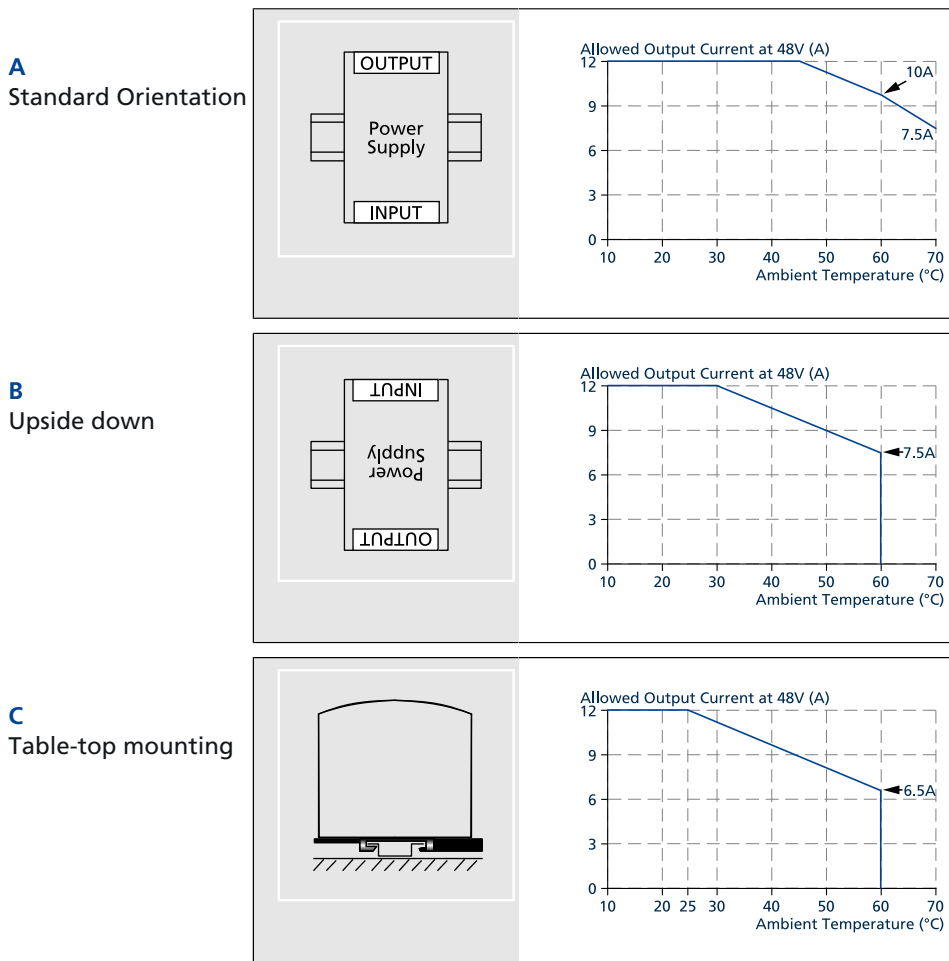 A
Standard Orientation
OUTPUT
Power
Supply
INPUT
Allowed Output Current at 48V (A)
12
9
6
3
0
10A
7.5A
10 20 30 40 50 60 70
Ambient Temperature (°C)
B
Upside down
INPUT
Power
Supply
OUTPUT
Allowed Output Current at 48V (A)
12
9
6
3
0
7.5A
10 20 30 40 50 60 70
Ambient Temperature (°C)
C
Table-top mounting
Allowed Output Current at 48V (A)
12
9
6
3
0
6.5A
10 20 25 30 40 50 60 70
Ambient Temperature (°C)